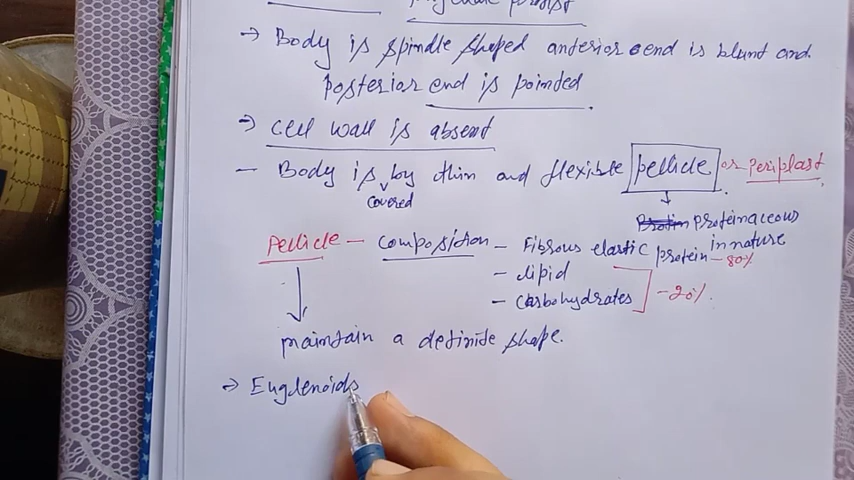 → Body is spindle shaped anterior end is blunt and
posterior end is pointed.
→ cell wall is absent
— Body is by thin and flexible pellicle or periplast.
covered
proteinaceous
in nature
Pellicle — composition — Fibrous elastic protein — 80%
— lipid
— Carbohydrates — 20%.
maintain a definite shape.
→ Euglenoids